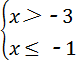 x > -3
x ≤ -1